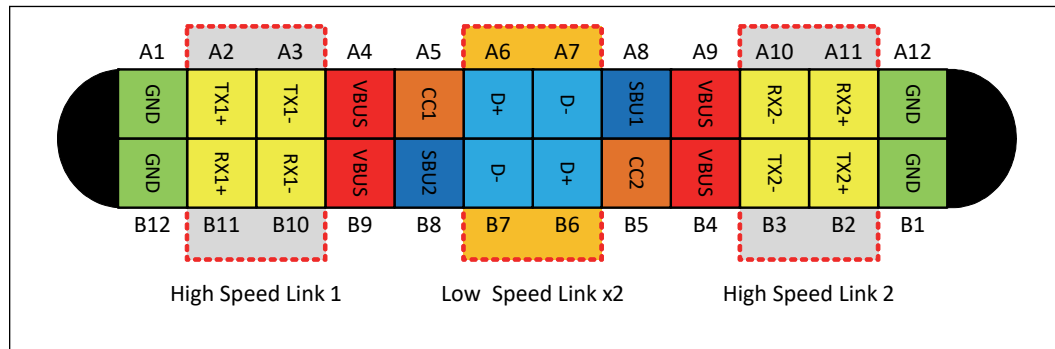 A1 A2 A3 A4 A5 A6 A7 A8 A9 A10 A11 A12
GND TX1+ TX1- VBUS CC1 D+ D- SBU1 VBUS RX2- RX2+ GND
GND RX1+ RX1- VBUS SBU2 D- D+ CC2 VBUS TX2- TX2+ GND
B12 B11 B10 B9 B8 B7 B6 B5 B4 B3 B2 B1
High Speed Link 1 Low Speed Link x2 High Speed Link 2